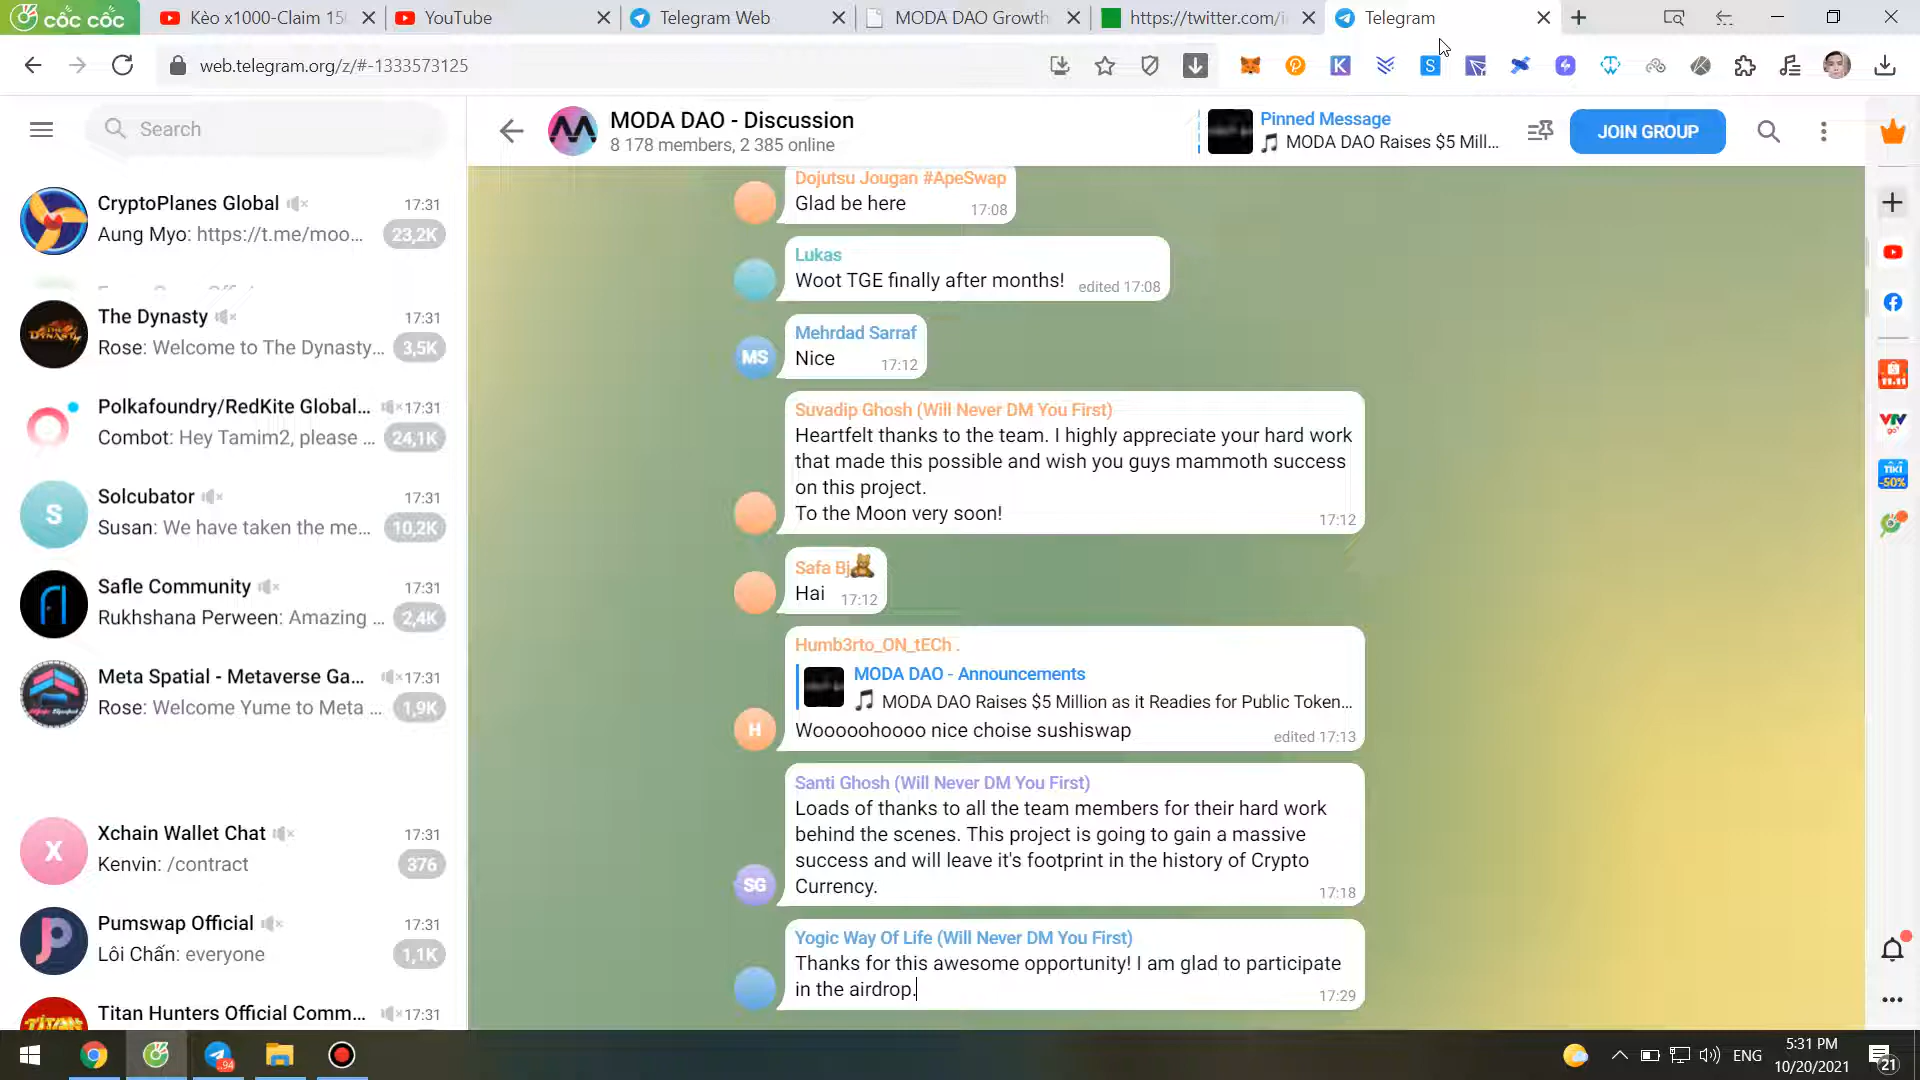 cốc cốc
Kèo x1000-Claim 15
YouTube
Telegram Web
MODA DAO Growth
https://twitter.com/i
Telegram
web.telegram.org/z/#-1333573125
Search
MODA DAO - Discussion
8 178 members, 2 385 online
Pinned Message
MODA DAO Raises $5 Mill...
JOIN GROUP
CryptoPlanes Global 17:31
Aung Myo: https://t.me/moo... 23,2K
The Dynasty 17:31
Rose: Welcome to The Dynasty... 3,5K
Polkafoundry/RedKite Global... 17:31
Combot: Hey Tamim2, please ... 24,1K
S
Solcubator 17:31
Susan: We have taken the me... 10,2K
Safle Community 17:31
Rukhshana Perween: Amazing ... 2,4K
Meta Spatial - Metaverse Ga... 17:31
Rose: Welcome Yume to Meta ... 1,9K
X
Xchain Wallet Chat 17:31
Kenvin: /contract 376
Pumswap Official 17:31
Lôi Chấn: everyone 1,1K
TITAN
Titan Hunters Official Comm... 17:31
Dojutsu Jougan #ApeSwap
Glad be here 17:08
Lukas
Woot TGE finally after months! edited 17:08
MS
Mehrdad Sarraf
Nice 17:12
Suvadip Ghosh (Will Never DM You First)
Heartfelt thanks to the team. I highly appreciate your hard work
that made this possible and wish you guys mammoth success
on this project.
To the Moon very soon! 17:12
Safa Bj
Hai 17:12
Humb3rto_ON_tECh .
MODA DAO - Announcements
MODA DAO Raises $5 Million as it Readies for Public Token...
H
Wooooohoooo nice choise sushiswap edited 17:13
Santi Ghosh (Will Never DM You First)
Loads of thanks to all the team members for their hard work
behind the scenes. This project is going to gain a massive
success and will leave it's footprint in the history of Crypto
Currency. 17:18
SG
Yogic Way Of Life (Will Never DM You First)
Thanks for this awesome opportunity! I am glad to participate
in the airdrop. 17:29
11.11
VTV
go
TIKI
-50%
94
ENG
5:31 PM
10/20/2021
21